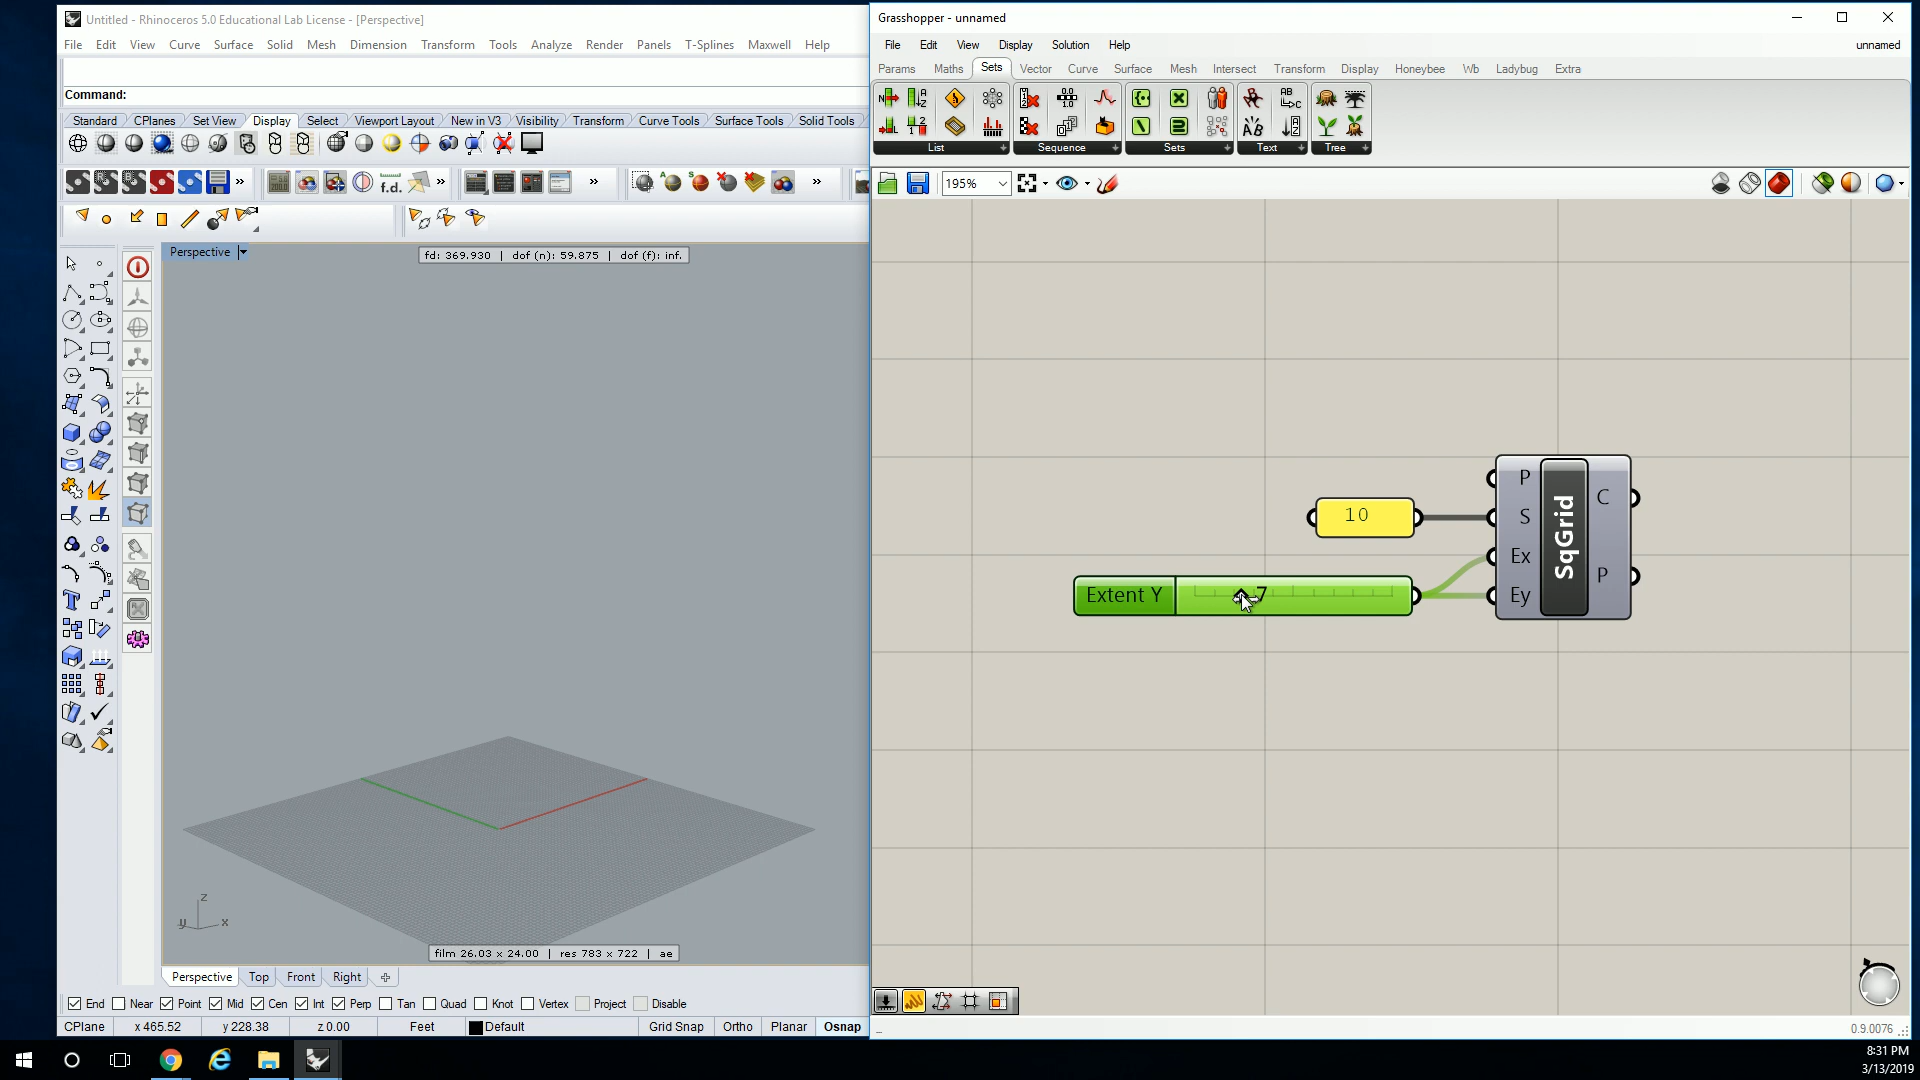 Untitled - Rhinoceros 5.0 Educational Lab License - [Perspective]
File Edit View Curve Surface Solid Mesh Dimension Transform Tools Analyze Render Panels T-Splines Maxwell Help
Command:
Standard CPlanes Set View Display Select Viewport Layout New in V3 Visibility Transform Curve Tools Surface Tools Solid Tools
f.d.
Perspective
fd: 369.930 | dof (n): 59.875 | dof (f): inf.
z
y x
film 26.03 x 24.00 | res 783 x 722 | ae
Perspective Top Front Right
End Near Point Mid Cen Int Perp Tan Quad Knot Vertex Project Disable
CPlane x 465.52 y 228.38 z 0.00 Feet Default Grid Snap Ortho Planar Osnap
Grasshopper - unnamed
File Edit View Display Solution Help unnamed
Params Maths Sets Vector Curve Surface Mesh Intersect Transform Display Honeybee Wb Ladybug Extra
List Sequence Sets Text Tree
195%
P
C
10 S
SqGrid
Ex
P
Extent Y 7 Ey
0.9.0076
8:31 PM
3/13/2019